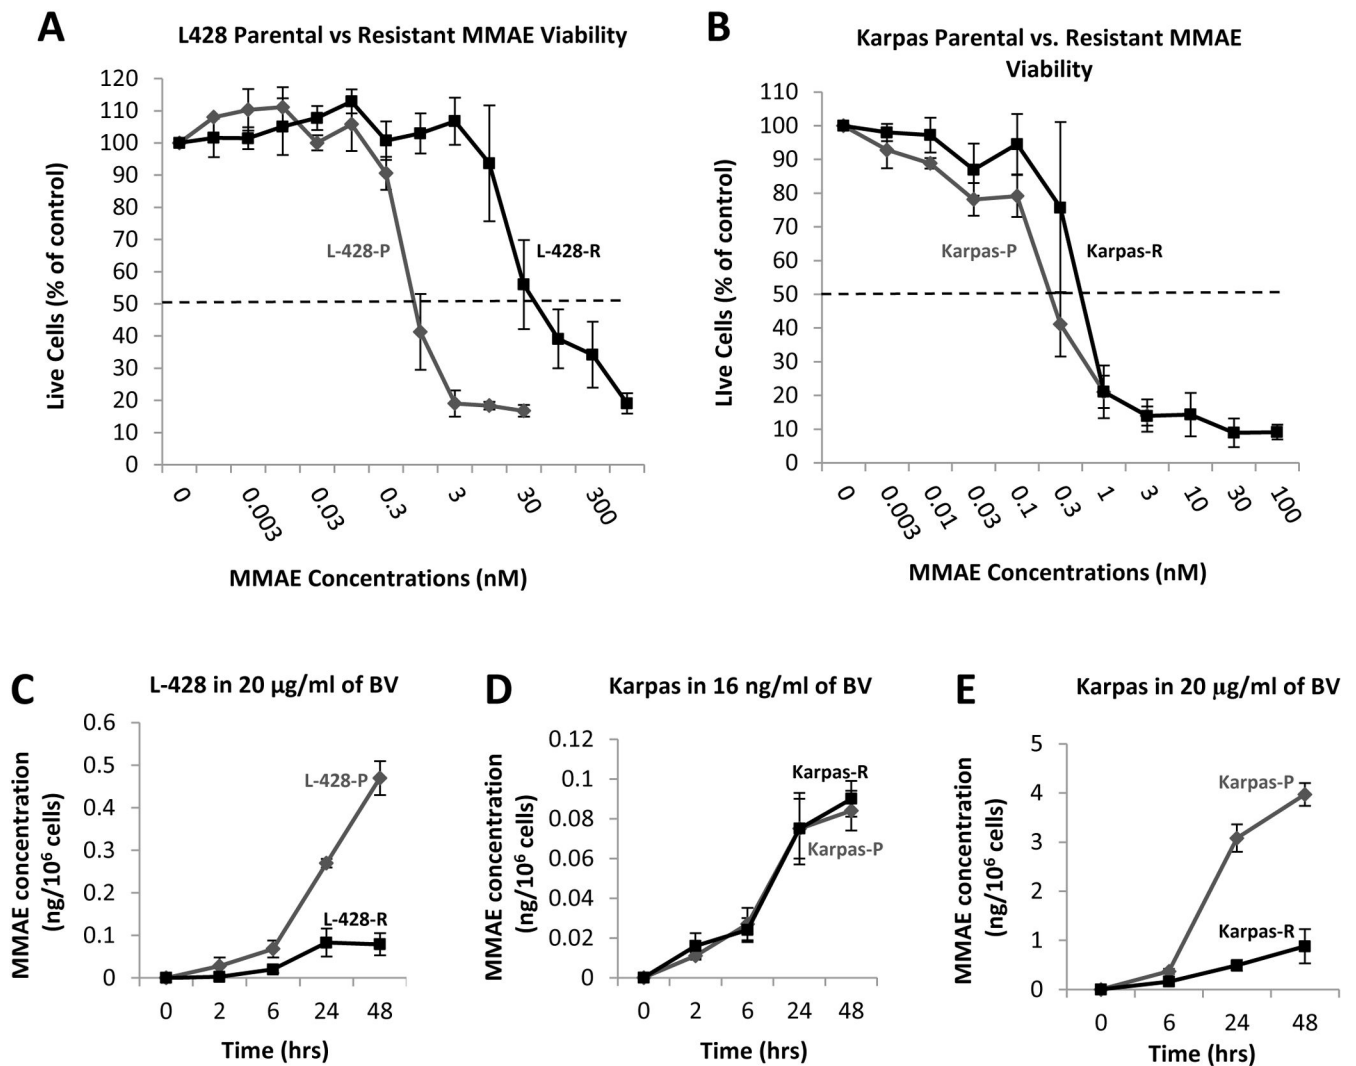 A
L428 Parental vs Resistant MMAE Viability
Live Cells (% of control)
120
110
100
90
80
70
60
50
40
30
20
10
0
L-428-P
L-428-R
0
0.003
0.03
0.3
3
30
300
MMAE Concentrations (nM)
B
Karpas Parental vs. Resistant MMAE
Viability
LIve Cells (% of control)
110
100
90
80
70
60
50
40
30
20
10
0
Karpas-P
Karpas-R
0
0.003
0.01
0.03
0.1
0.3
1
3
10
30
100
MMAE Concentrations (nM)
C
L-428 in 20 µg/ml of BV
MMAE concentration
(ng/10⁶ cells)
0.6
0.5
0.4
0.3
0.2
0.1
0
L-428-P
L-428-R
0 2 6 24 48
Time (hrs)
D
Karpas in 16 ng/ml of BV
MMAE concentration
(ng/10⁶ cells)
0.12
0.1
0.08
0.06
0.04
0.02
0
Karpas-R
Karpas-P
0 2 6 24 48
Time (hrs)
E
Karpas in 20 µg/ml of BV
MMAE concentration
(ng/10⁶ cells)
5
4
3
2
1
0
Karpas-P
Karpas-R
0 6 24 48
Time (hrs)